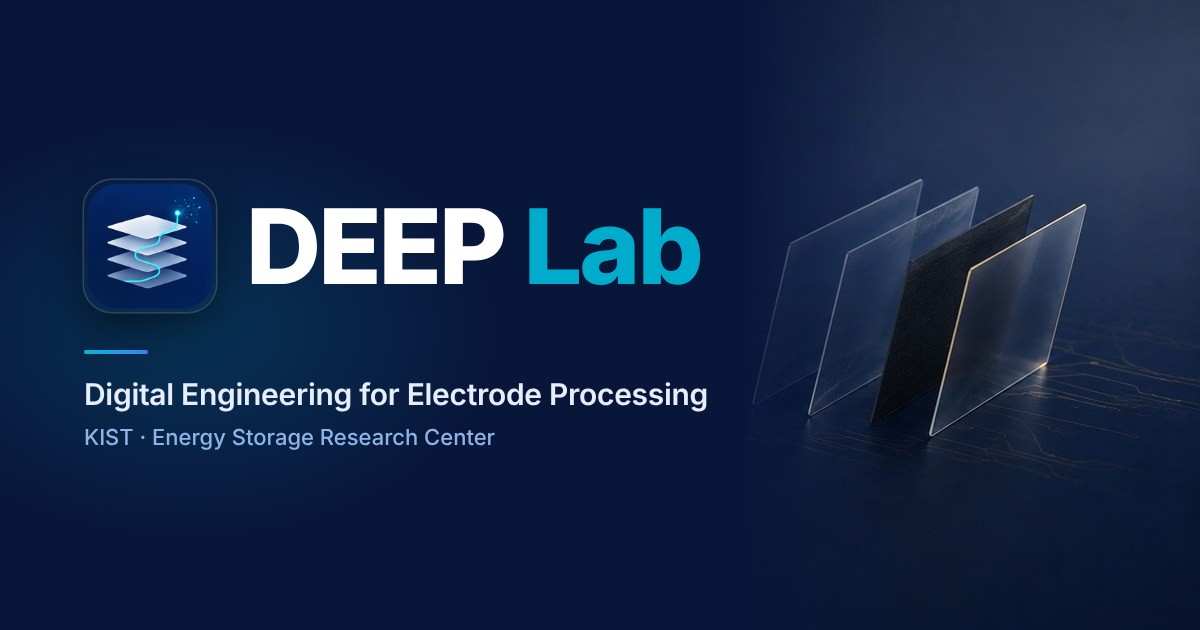 DEEP Lab
Digital Engineering for Electrode Processing
KIST · Energy Storage Research Center